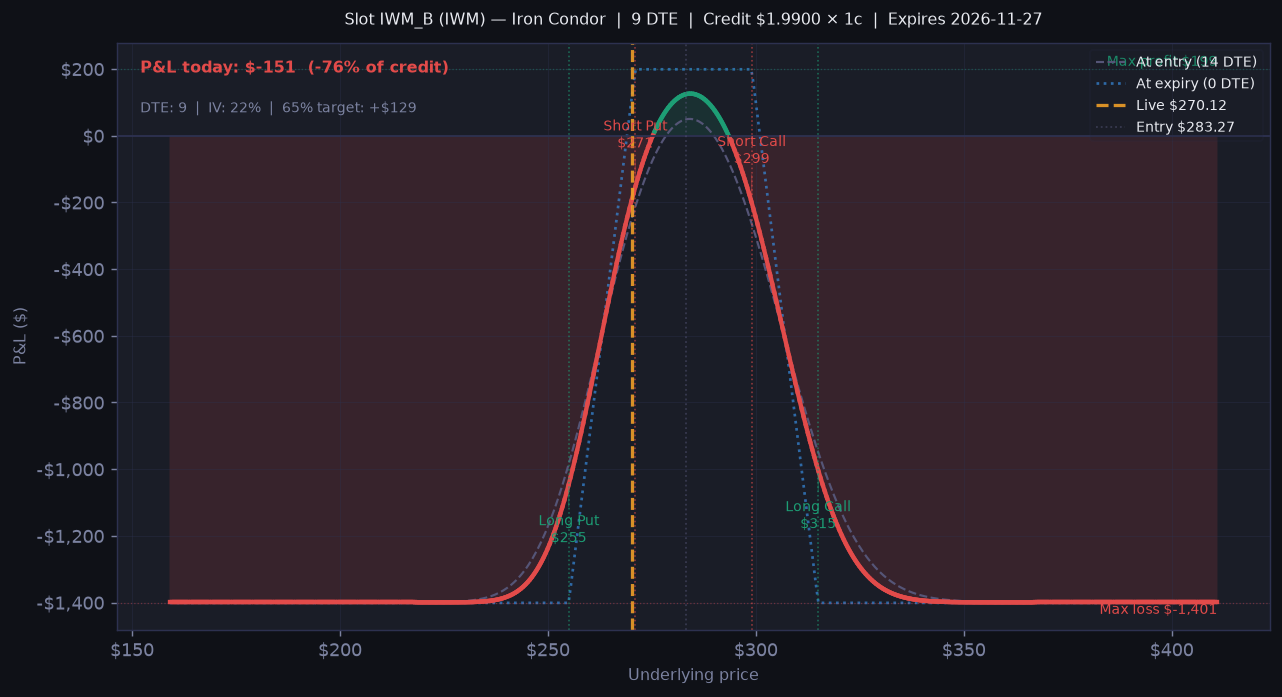 Slot IWM_B (IWM) — Iron Condor | 9 DTE | Credit $1.9900 × 1c | Expires 2026-11-27
P&L today: $-151 (-76% of credit)
DTE: 9 | IV: 22% | 65% target: +$129
At entry (14 DTE)
At expiry (0 DTE)
Live $270.12
Entry $283.27
Short Put
Short Call
$299
Long Put
$255
Long Call
$315
Max loss $-1,401
P&L ($)
$200
$0
-$200
-$400
-$600
-$800
-$1,000
-$1,200
-$1,400
$150
$200
$250
$300
$350
$400
Underlying price